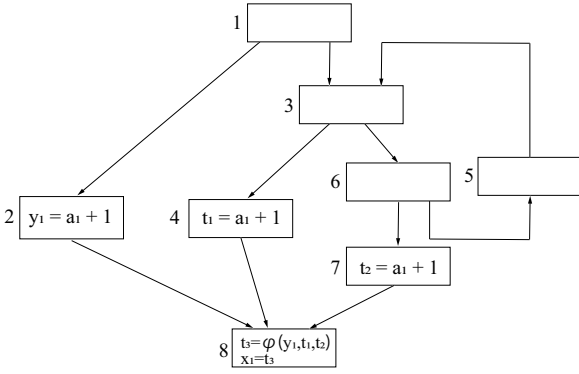 1
3
6
5
2 y₁ = a₁ + 1
4 t₁ = a₁ + 1
7 t₂ = a₁ + 1
8 t₃=φ(y₁,t₁,t₂)
x₁=t₃